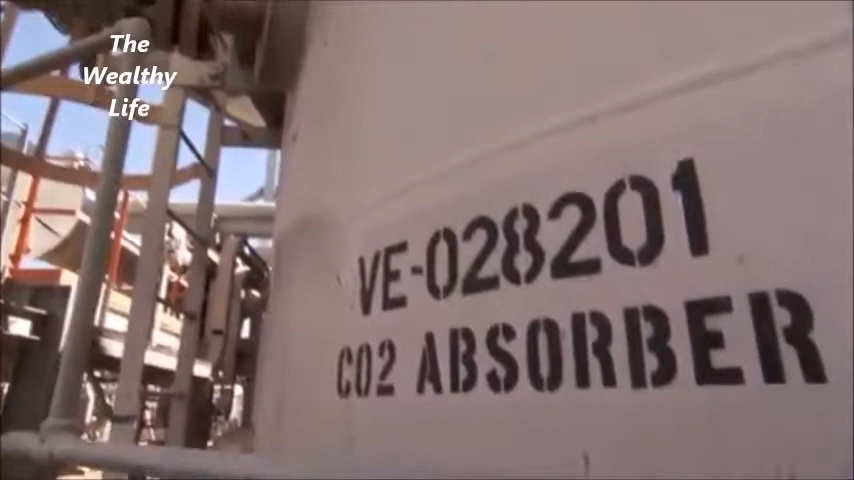 The
Wealthy
Life
VE-028201
CO2 ABSORBER